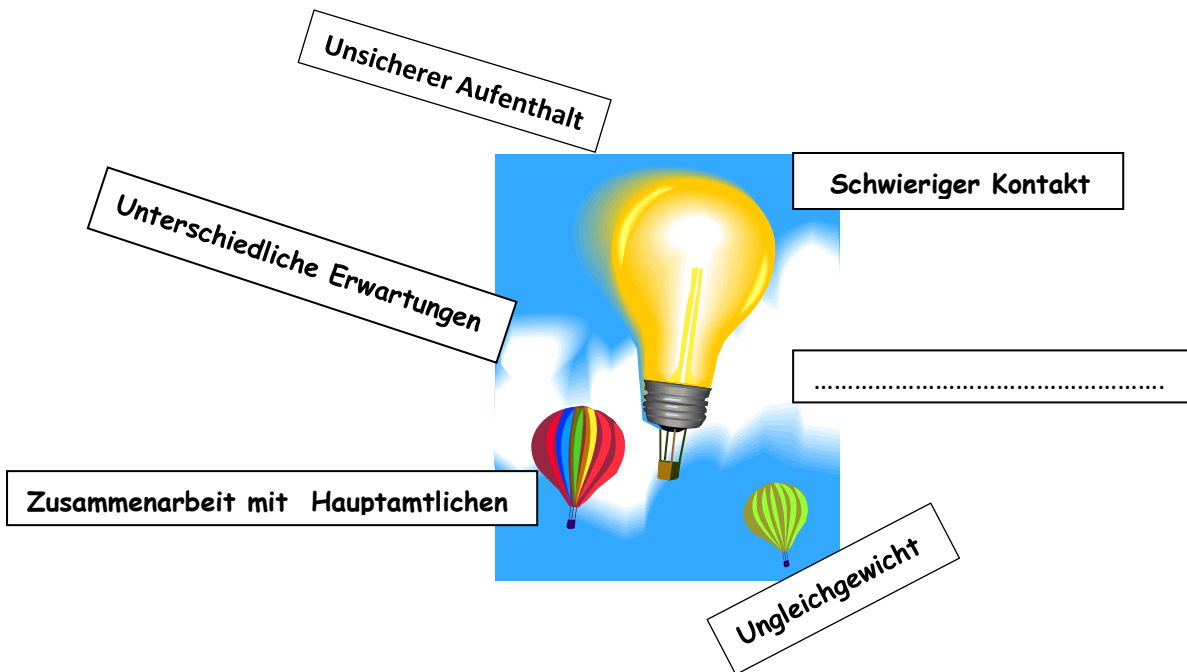 Unsicherer Aufenthalt
Schwieriger Kontakt
Unterschiedliche Erwartungen
.....................................................
Zusammenarbeit mit Hauptamtlichen
Ungleichgewicht